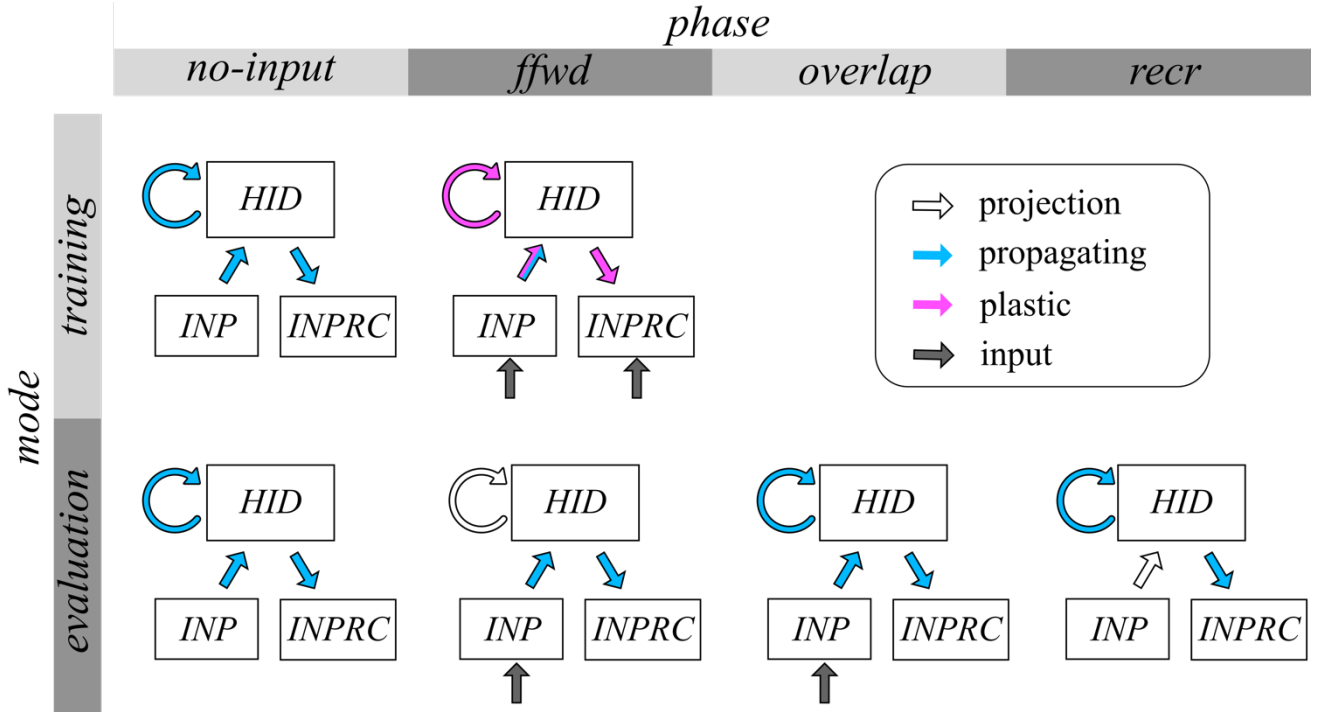 phase
no-input ffwd overlap recr
mode
training
HID HID
INP INPRC INP INPRC
projection
propagating
plastic
input
evaluation
HID HID HID HID
INP INPRC INP INPRC INP INPRC INP INPRC